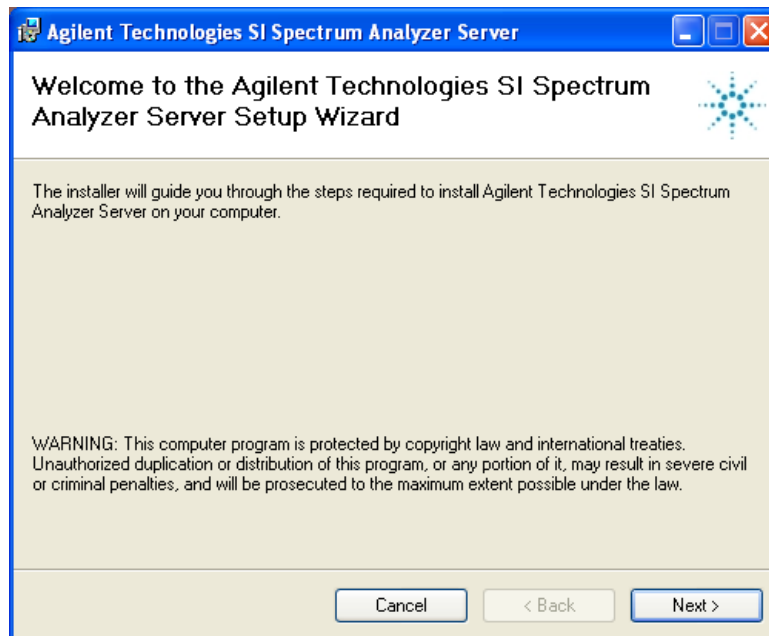 Agilent Technologies SI Spectrum Analyzer Server
Welcome to the Agilent Technologies SI Spectrum
Analyzer Server Setup Wizard
The installer will guide you through the steps required to install Agilent Technologies SI Spectrum
Analyzer Server on your computer.
WARNING: This computer program is protected by copyright law and international treaties.
Unauthorized duplication or distribution of this program, or any portion of it, may result in severe civil
or criminal penalties, and will be prosecuted to the maximum extent possible under the law.
Cancel < Back Next >